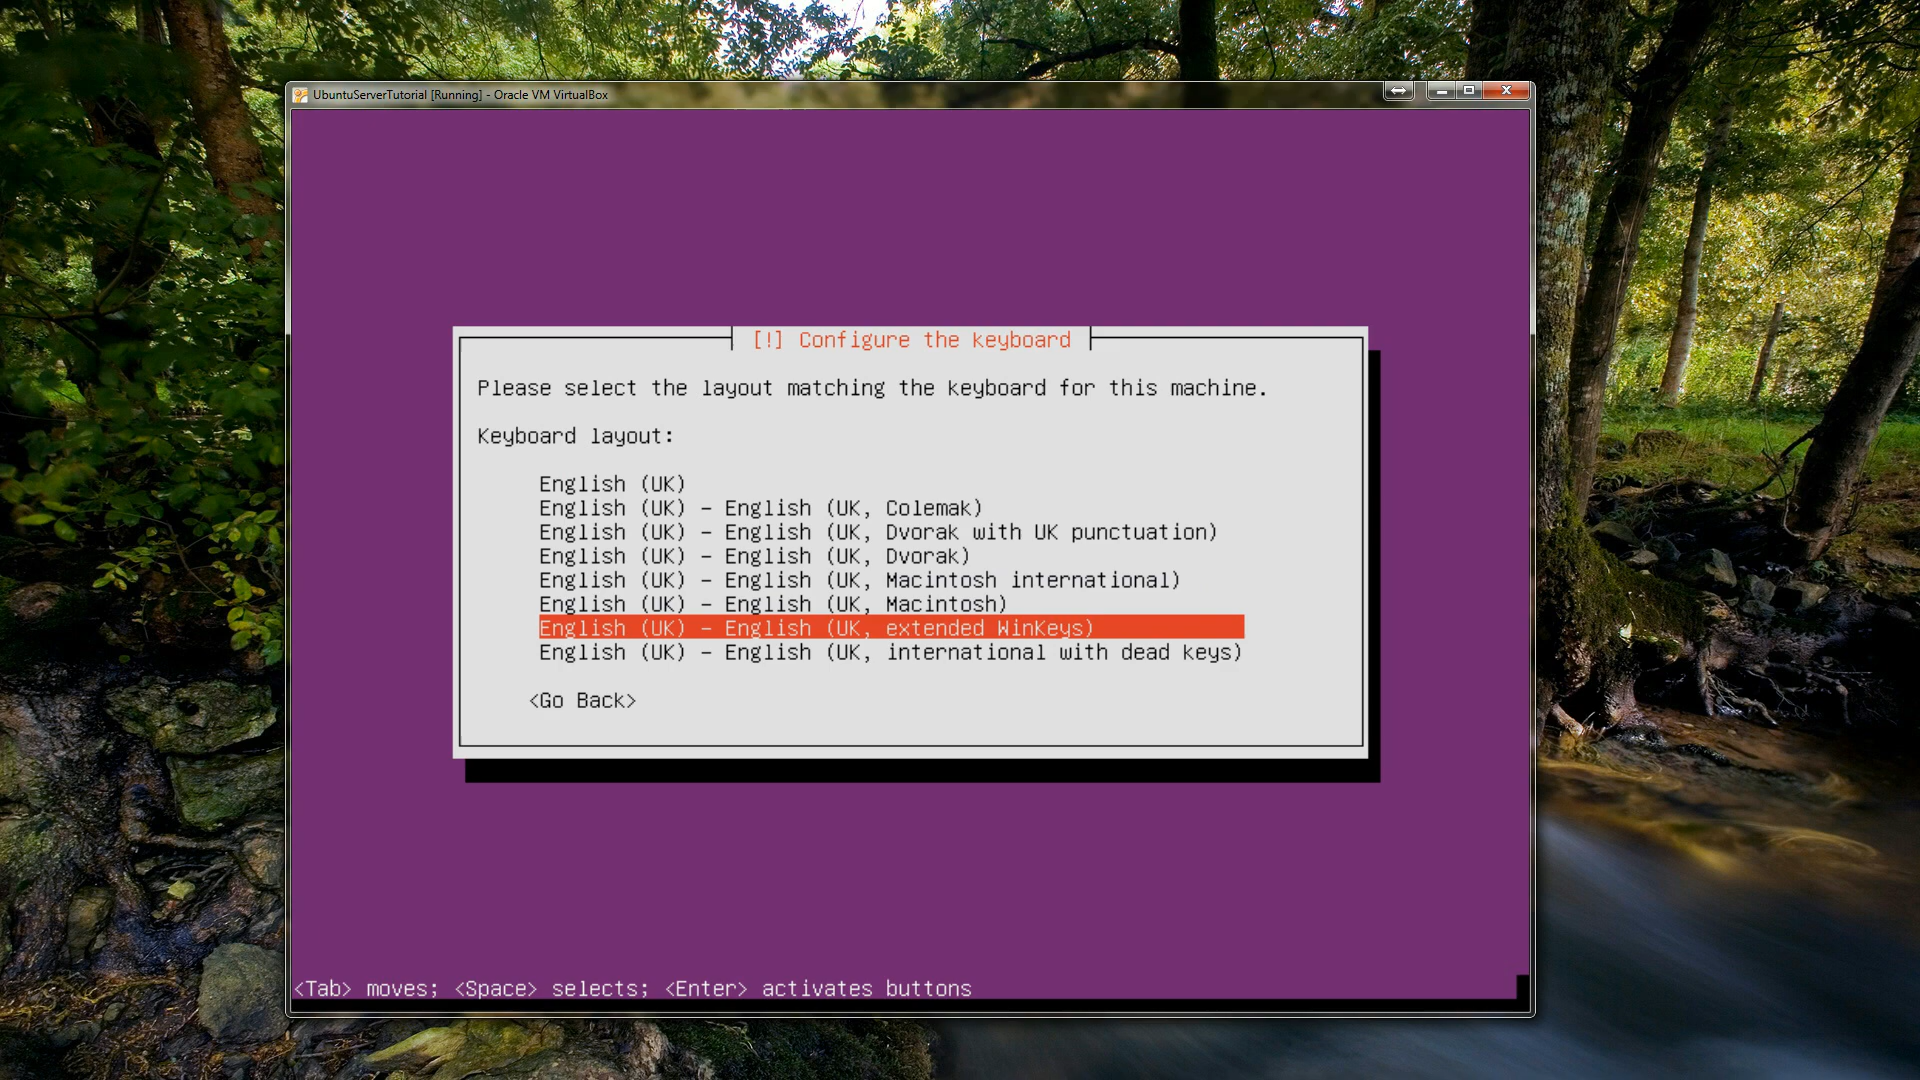 UbuntuServerTutorial [Running] - Oracle VM VirtualBox
[!] Configure the keyboard
Please select the layout matching the keyboard for this machine.
Keyboard layout:
English (UK)
English (UK) - English (UK, Colemak)
English (UK) - English (UK, Dvorak with UK punctuation)
English (UK) - English (UK, Dvorak)
English (UK) - English (UK, Macintosh international)
English (UK) - English (UK, Macintosh)
English (UK) - English (UK, extended WinKeys)
English (UK) - English (UK, international with dead keys)
<Go Back>
<Tab> moves; <Space> selects; <Enter> activates buttons